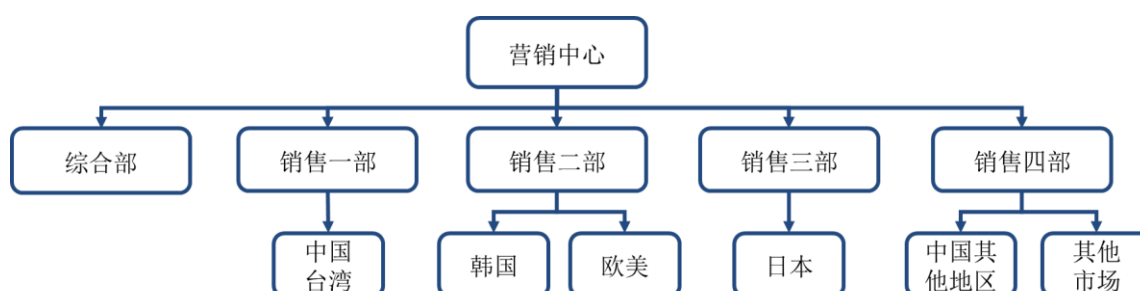 营销中心
综合部
销售一部
销售二部
销售三部
销售四部
中国
台湾
韩国
欧美
日本
中国其
他地区
其他
市场